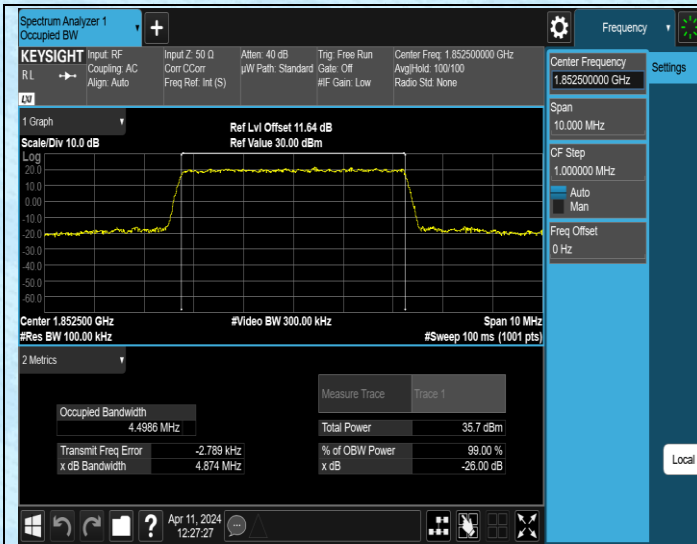 Spectrum Analyzer 1
Occupied BW
+
Frequency
KEYSIGHT Input: RF
R L
Coupling: AC
Align: Auto
LXI
Input Z: 50 Ω
Corr CCorr
Freq Ref: Int (S)
Atten: 40 dB
µW Path: Standard
Trig: Free Run
Gate: Off
#IF Gain: Low
Center Freq: 1.852500000 GHz
Avg|Hold: 100/100
Radio Std: None
Center Frequency
1.852500000 GHz
Settings
Span
10.000 MHz
CF Step
1.000000 MHz
Auto
Man
Freq Offset
0 Hz
Local
1 Graph
Scale/Div 10.0 dB
Ref Lvl Offset 11.64 dB
Ref Value 30.00 dBm
Log
20.0
10.0
0.00
-10.0
-20.0
-30.0
-40.0
-50.0
-60.0
Center 1.852500 GHz
#Video BW 300.00 kHz
Span 10 MHz
#Res BW 100.00 kHz
#Sweep 100 ms (1001 pts)
2 Metrics
Measure Trace
Trace 1
Occupied Bandwidth
4.4986 MHz
Total Power
35.7 dBm
Transmit Freq Error
-2.789 kHz
% of OBW Power
99.00 %
x dB Bandwidth
4.874 MHz
x dB
-26.00 dB
?
Apr 11, 2024
12:27:27